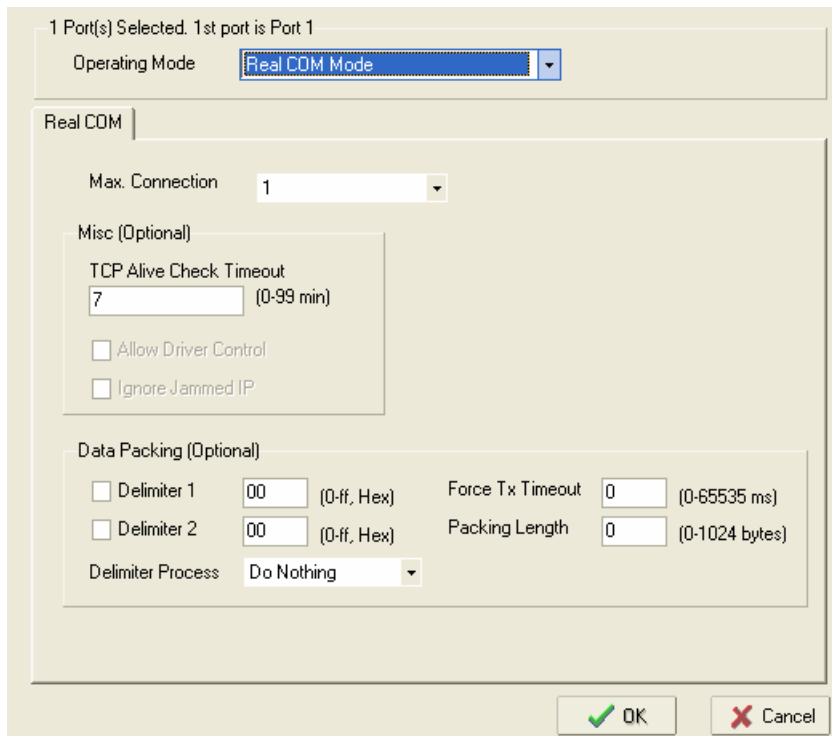 1 Port(s) Selected. 1st port is Port 1
Operating Mode Real COM Mode
Real COM
Max. Connection 1
Misc (Optional)
TCP Alive Check Timeout
7 (0-99 min)
Allow Driver Control
Ignore Jammed IP
Data Packing (Optional)
Delimiter 1 00 (0-ff, Hex) Force Tx Timeout 0 (0-65535 ms)
Delimiter 2 00 (0-ff, Hex) Packing Length 0 (0-1024 bytes)
Delimiter Process Do Nothing
OK Cancel